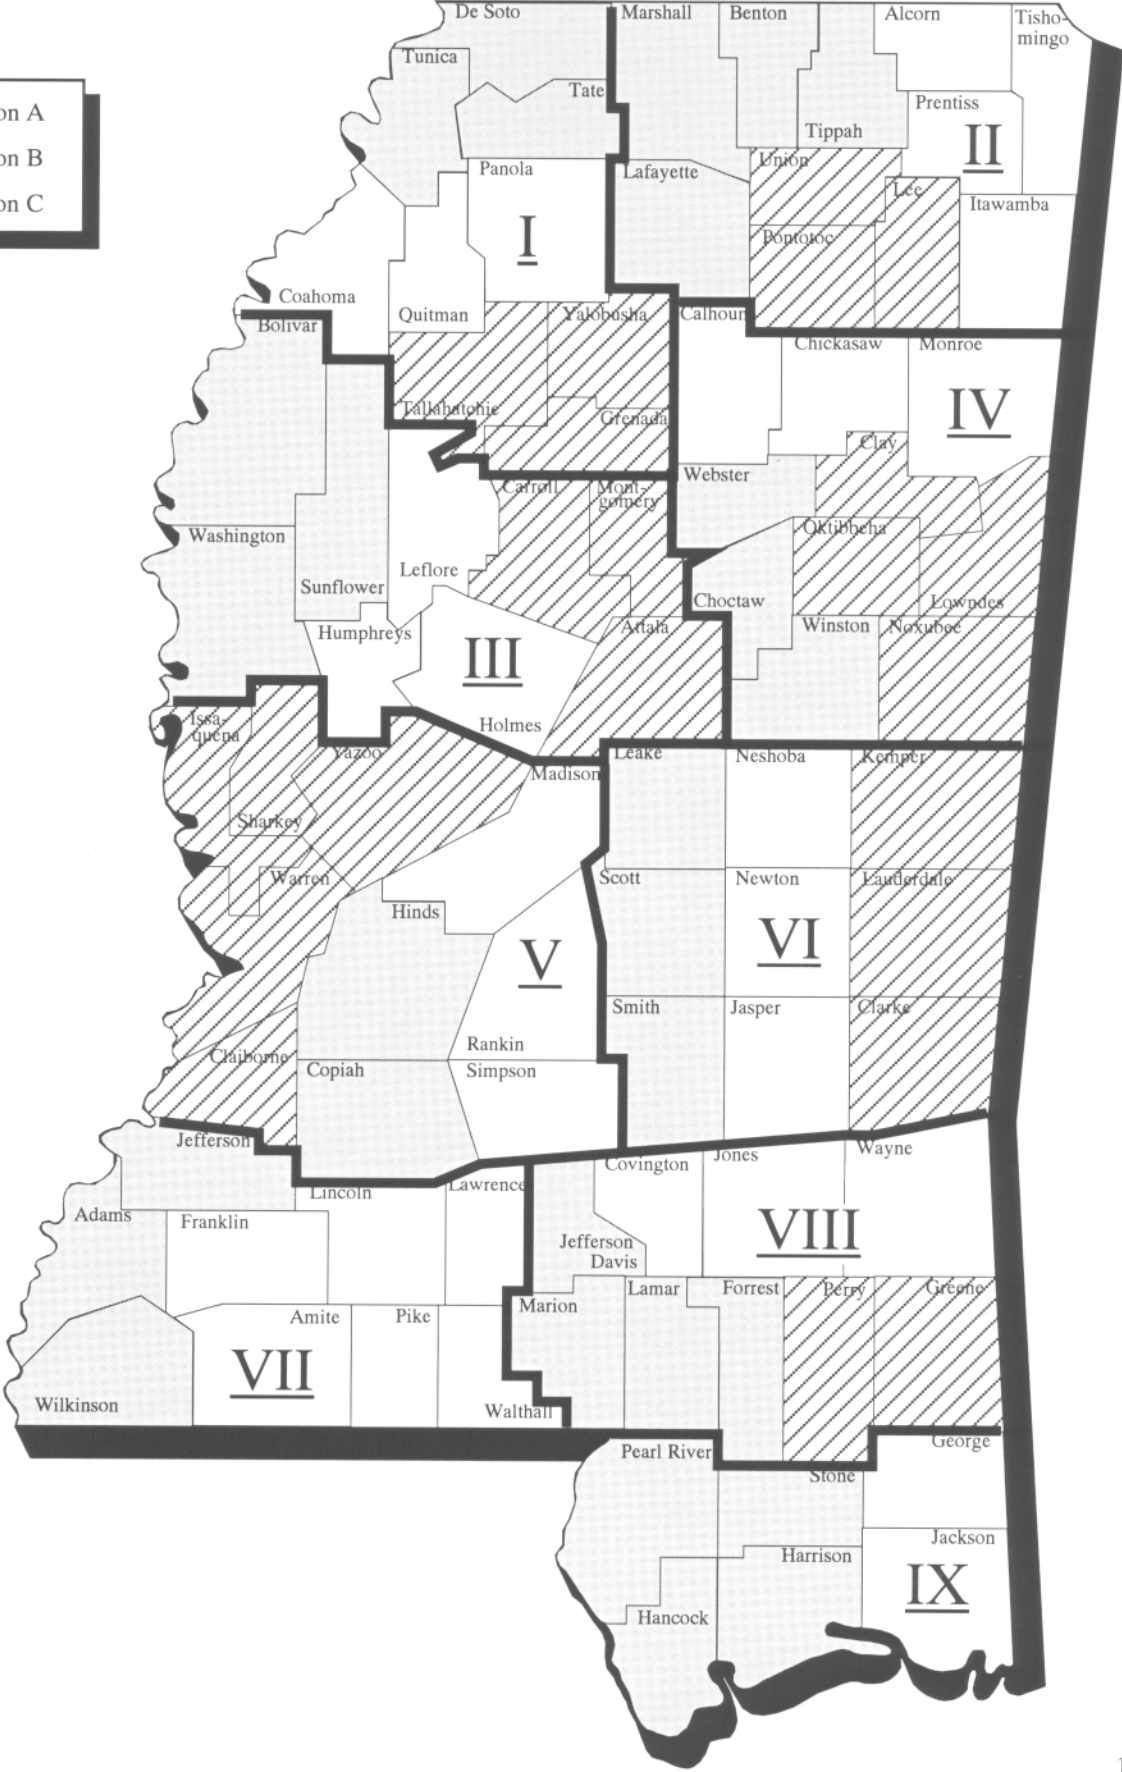 De Soto
Marshall
Benton
Alcorn
Tisho-
mingo
Tunica
Tate
on A
Prentiss
Tippah
II
on B
Union
Panola
Lafayette
Lee
on C
Itawamba
I
Pontotoc
Coahoma
Quitman
Yalobusha
Calhoun
Bolivar
Chickasaw
Monroe
Tallahatchie
Grenada
IV
Clay
Webster
Carroll
Mont-
gomery
Washington
Oktibbeha
Leflore
Sunflower
Choctaw
Lowndes
Humphreys
Attala
Winston
Noxubee
III
Issa-
quena
Holmes
Yazoo
Leake
Neshoba
Kemper
Madison
Sharkey
Warren
Scott
Newton
Lauderdale
Hinds
VI
V
Smith
Jasper
Clarke
Rankin
Claiborne
Copiah
Simpson
Jefferson
Jones
Wayne
Covington
Lincoln
Lawrence
Adams
Franklin
VIII
Jefferson
Davis
Lamar
Forrest
Perry
Greene
Marion
Amite
Pike
VII
Wilkinson
Walthall
George
Pearl River
Stone
Jackson
Harrison
IX
Hancock
1